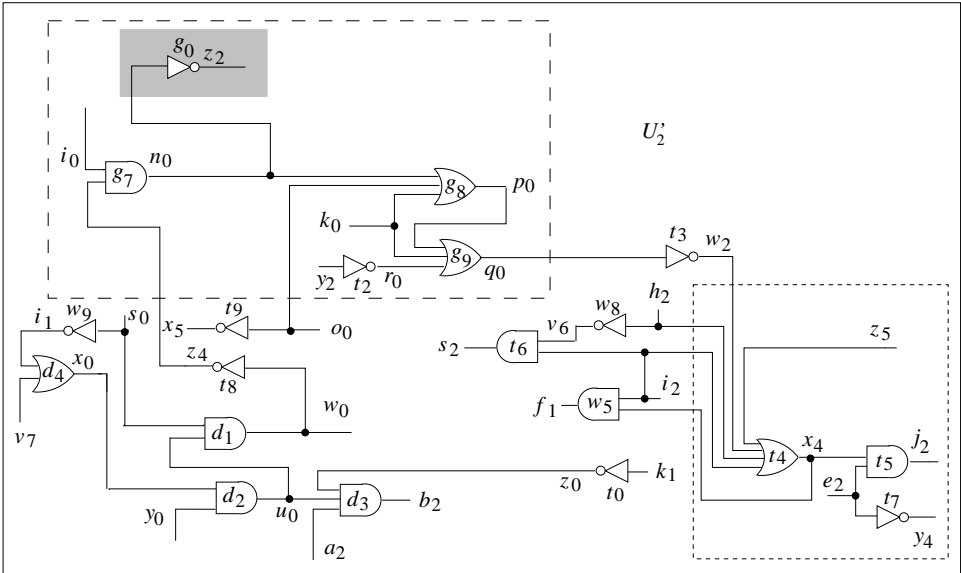 g0 z2
U2'
i0 n0
g7
g8 p0
k0
t3 w2
g9 q0
y2 t2 r0
h2
i1 w9 s0 x5 t9 o0
w8
v6
z5
s2 t6
d4 x0 z4 t8
i2
f1 w5
v7 w0
d1
x4 j2
t4 t5
z0 t0 k1
e2 t7
d2 u0 d3 b2
y0
y4
a2